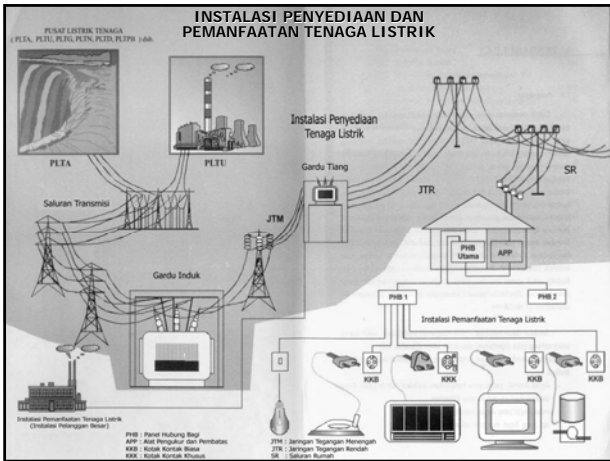 INSTALASI PENYEDIAAN DAN
PEMANFAATAN TENAGA LISTRIK
PUSAT LISTRIK TENAGA
( PLTA, PLTU, PLTG, PLTN, PLTD, PLTPB ) dsb.
PLTA
PLTU
Instalasi Penyediaan
Tenaga Listrik
Gardu Tiang
JTR
SR
Saluran Transmisi
JTM
Gardu Induk
PHB
Utama
APP
PHB 1
PHB 2
Instalasi Pemanfaatan Tenaga Listrik
KKB
KKK
KKB
KKB
Instalasi Pemanfaatan Tenaga Listrik
(Instalasi Pelanggan Besar)
PHB : Panel Hubung Bagi
APP : Alat Pengukur dan Pembatas
KKB : Kotak Kontak Biasa
KKK : Kotak Kontak Khusus
JTM : Jaringan Tegangan Menengah
JTR : Jaringan Tegangan Rendah
SR : Saluran Rumah